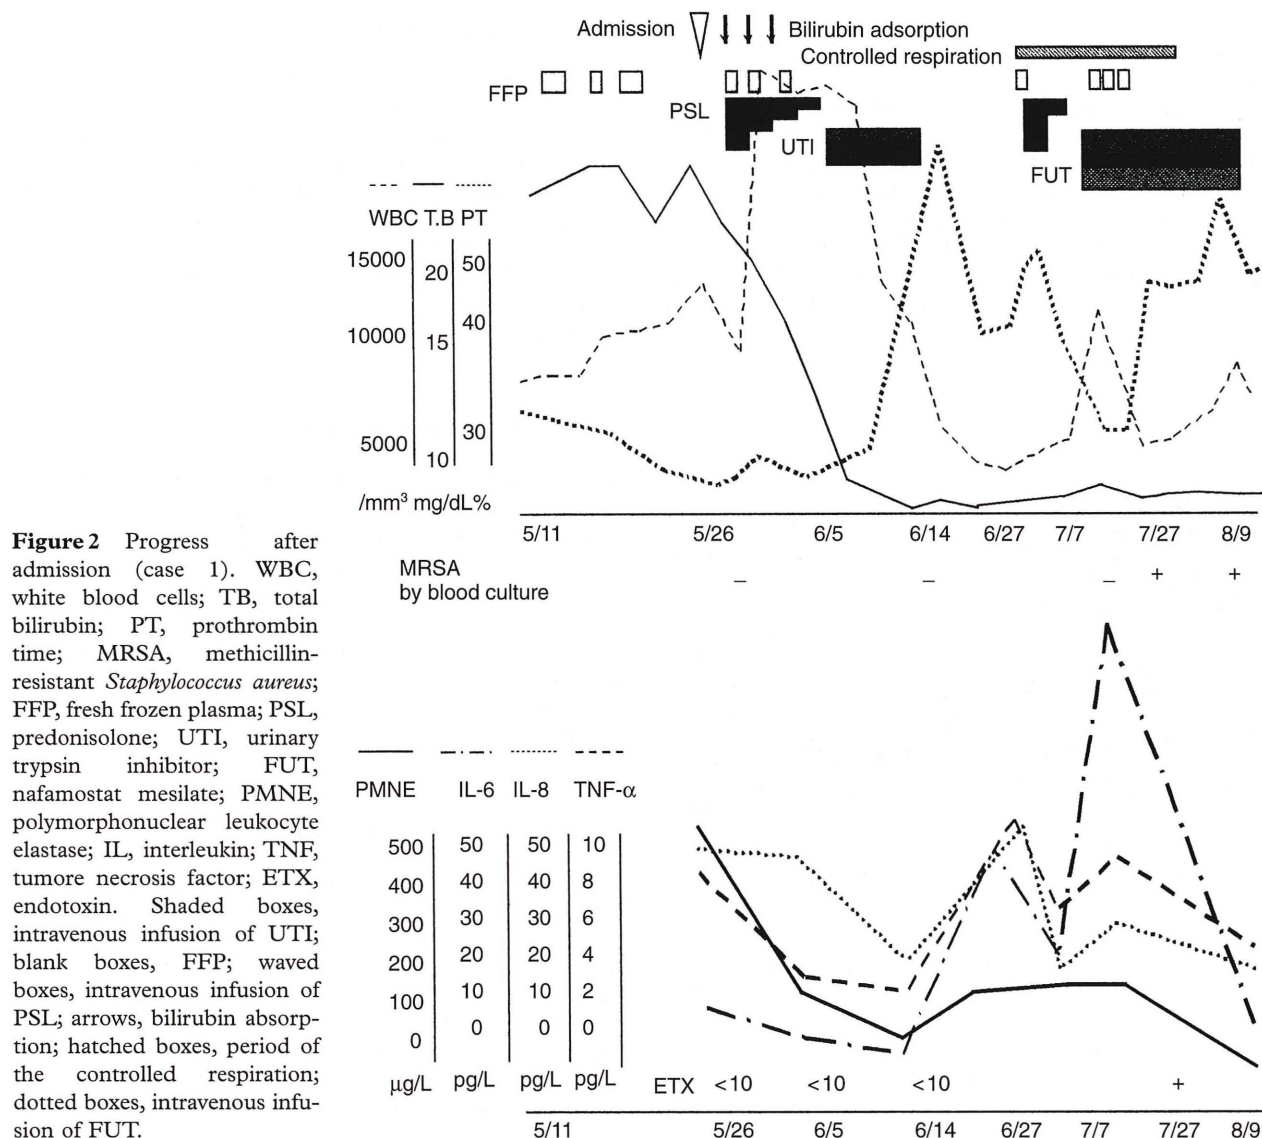 Admission
Bilirubin adsorption
Controlled respiration
FFP
PSL
UTI
FUT
WBC T.B PT
15000 20 50
10000 15 40
5000 10 30
/mm³ mg/dL%
5/11 5/26 6/5 6/14 6/27 7/7 7/27 8/9
MRSA
by blood culture
– – – + +
Figure 2 Progress after
admission (case 1). WBC,
white blood cells; TB, total
bilirubin; PT, prothrombin
time; MRSA, methicillin-
resistant Staphylococcus aureus;
FFP, fresh frozen plasma; PSL,
predonisolone; UTI, urinary
trypsin inhibitor; FUT,
nafamostat mesilate; PMNE,
polymorphonuclear leukocyte
elastase; IL, interleukin; TNF,
tumore necrosis factor; ETX,
endotoxin. Shaded boxes,
intravenous infusion of UTI;
blank boxes, FFP; waved
boxes, intravenous infusion of
PSL; arrows, bilirubin absorp-
tion; hatched boxes, period of
the controlled respiration;
dotted boxes, intravenous infu-
sion of FUT.
PMNE IL-6 IL-8 TNF-α
500 50 50 10
400 40 40 8
300 30 30 6
200 20 20 4
100 10 10 2
0 0 0 0
μg/L pg/L pg/L pg/L
ETX <10 <10 <10 +
5/11 5/26 6/5 6/14 6/27 7/7 7/27 8/9